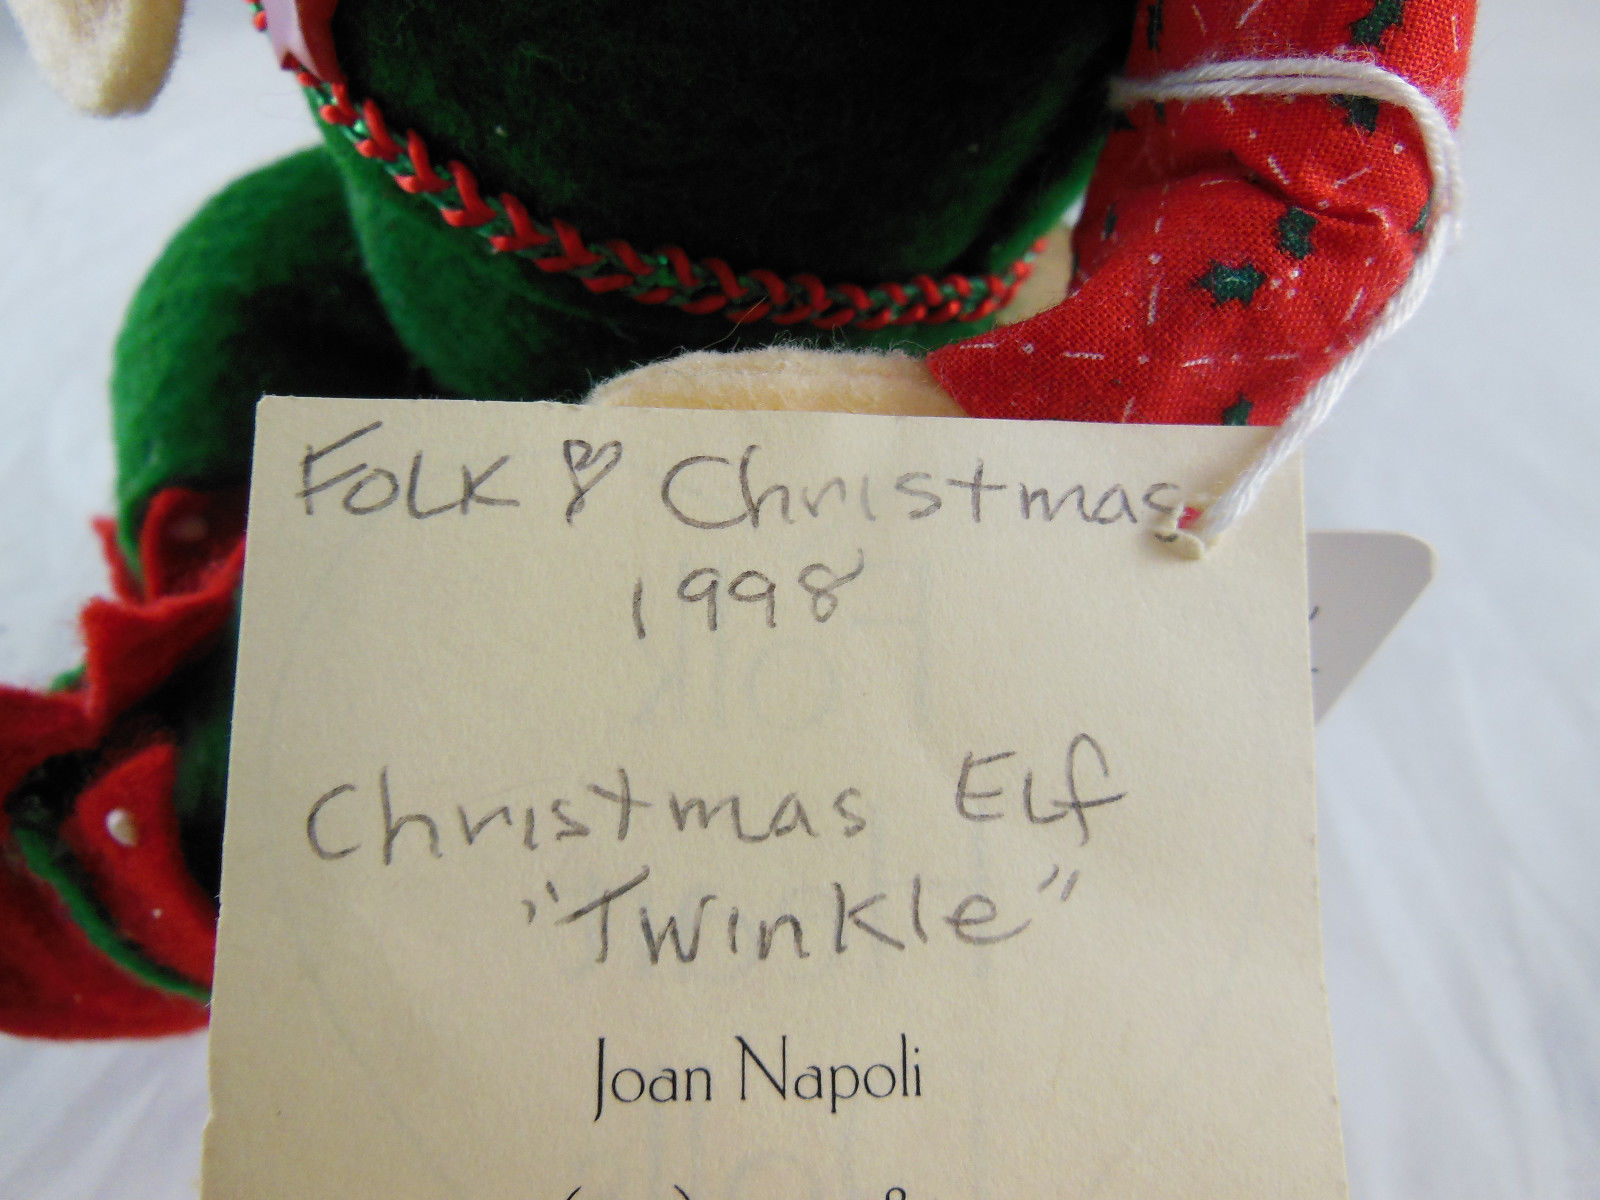 FOLK ♡ Christmas
1998
Christmas Elf
"Twinkle"
Joan Napoli